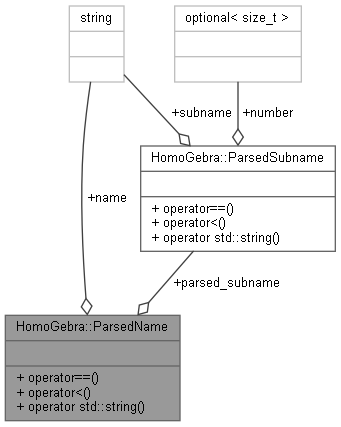 string
optional< size_t >
+subname
+number
HomoGebra::ParsedSubname
+ operator==()
+ operator<()
+ operator std::string()
+name
+parsed_subname
HomoGebra::ParsedName
+ operator==()
+ operator<()
+ operator std::string()